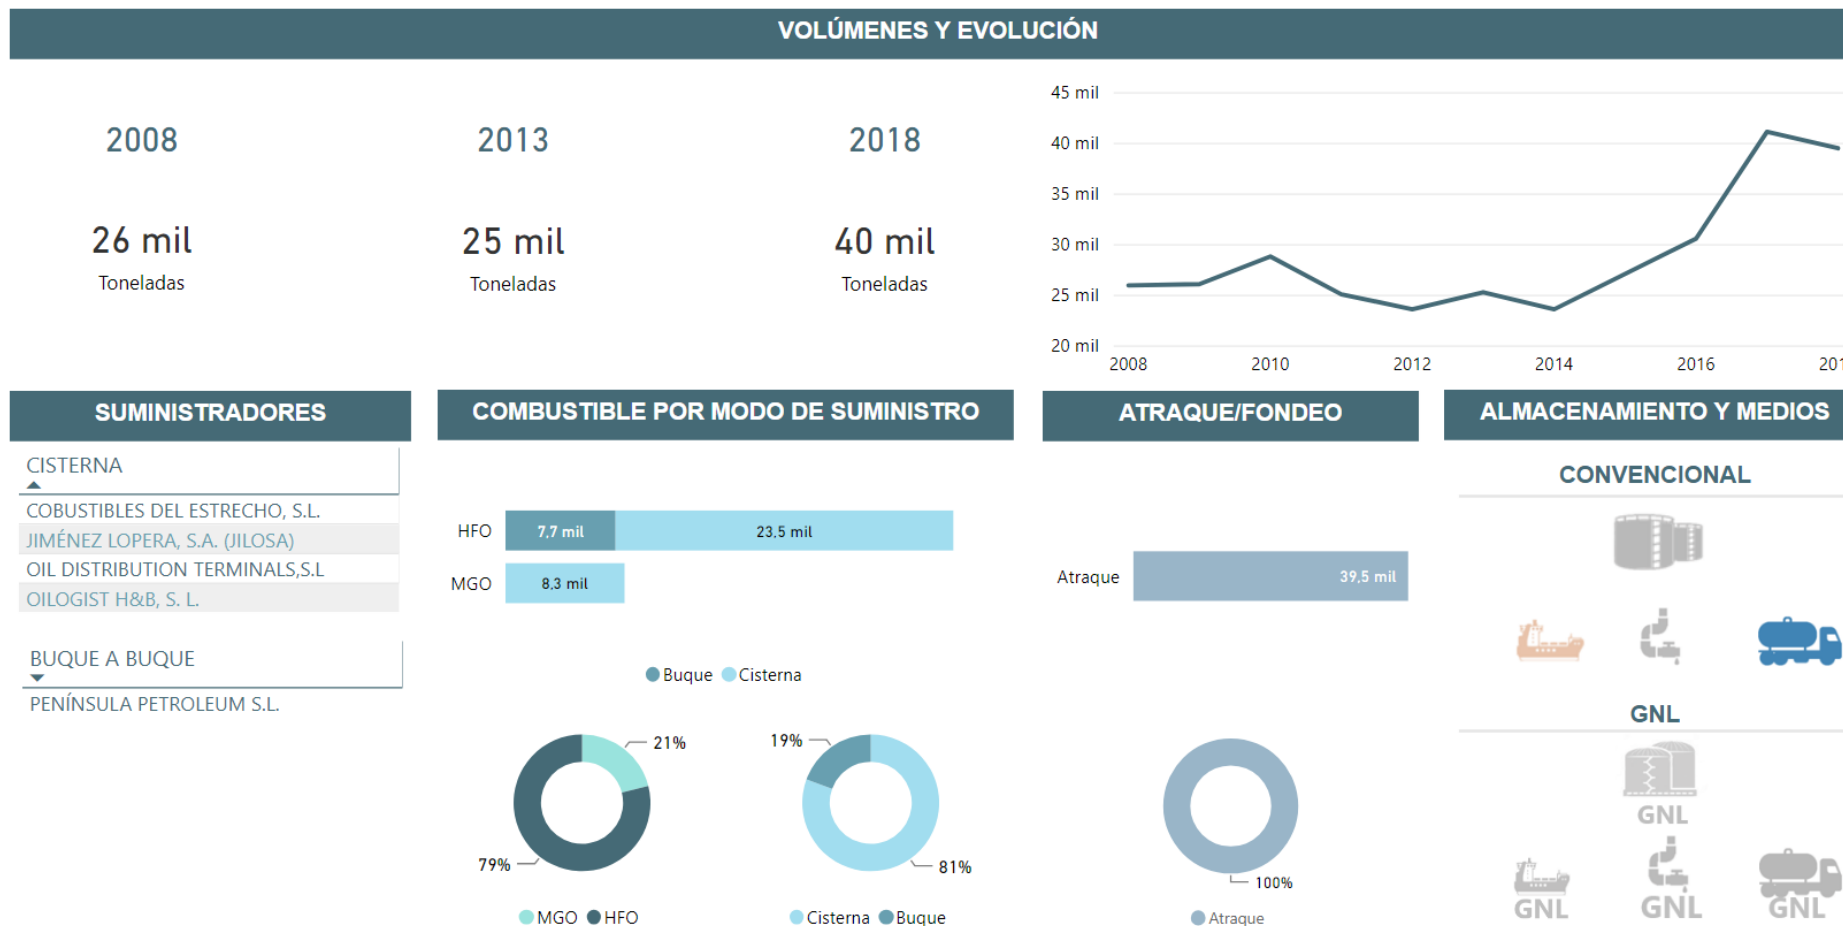 VOLÚMENES Y EVOLUCIÓN
2008
2013
2018
26 mil
25 mil
40 mil
Toneladas
Toneladas
Toneladas
45 mil
40 mil
35 mil
30 mil
25 mil
20 mil
2008
2010
2012
2014
2016
201
SUMINISTRADORES
CISTERNA
COBUSTIBLES DEL ESTRECHO, S.L.
JIMÉNEZ LOPERA, S.A. (JILOSA)
OIL DISTRIBUTION TERMINALS,S.L
OILOGIST H&B, S. L.
BUQUE A BUQUE
PENÍNSULA PETROLEUM S.L.
COMBUSTIBLE POR MODO DE SUMINISTRO
HFO
7,7 mil
23,5 mil
MGO
8,3 mil
Buque
Cisterna
21%
79%
MGO
HFO
19%
81%
Cisterna
Buque
ATRAQUE/FONDEO
Atraque
39,5 mil
100%
Atraque
ALMACENAMIENTO Y MEDIOS
CONVENCIONAL
GNL
GNL
GNL
GNL
GNL